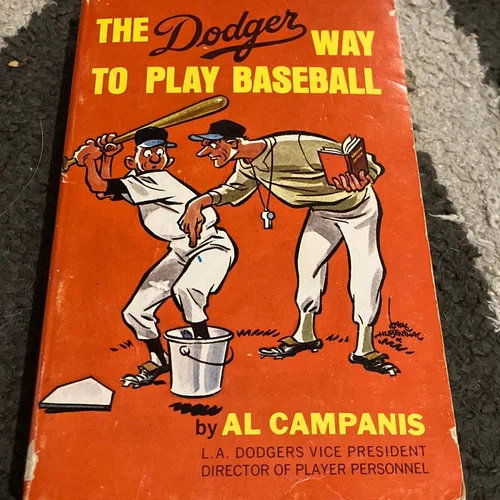 THE Dodger WAY
TO PLAY BASEBALL
by AL CAMPANIS
L.A. DODGERS VICE PRESIDENT
DIRECTOR OF PLAYER PERSONNEL